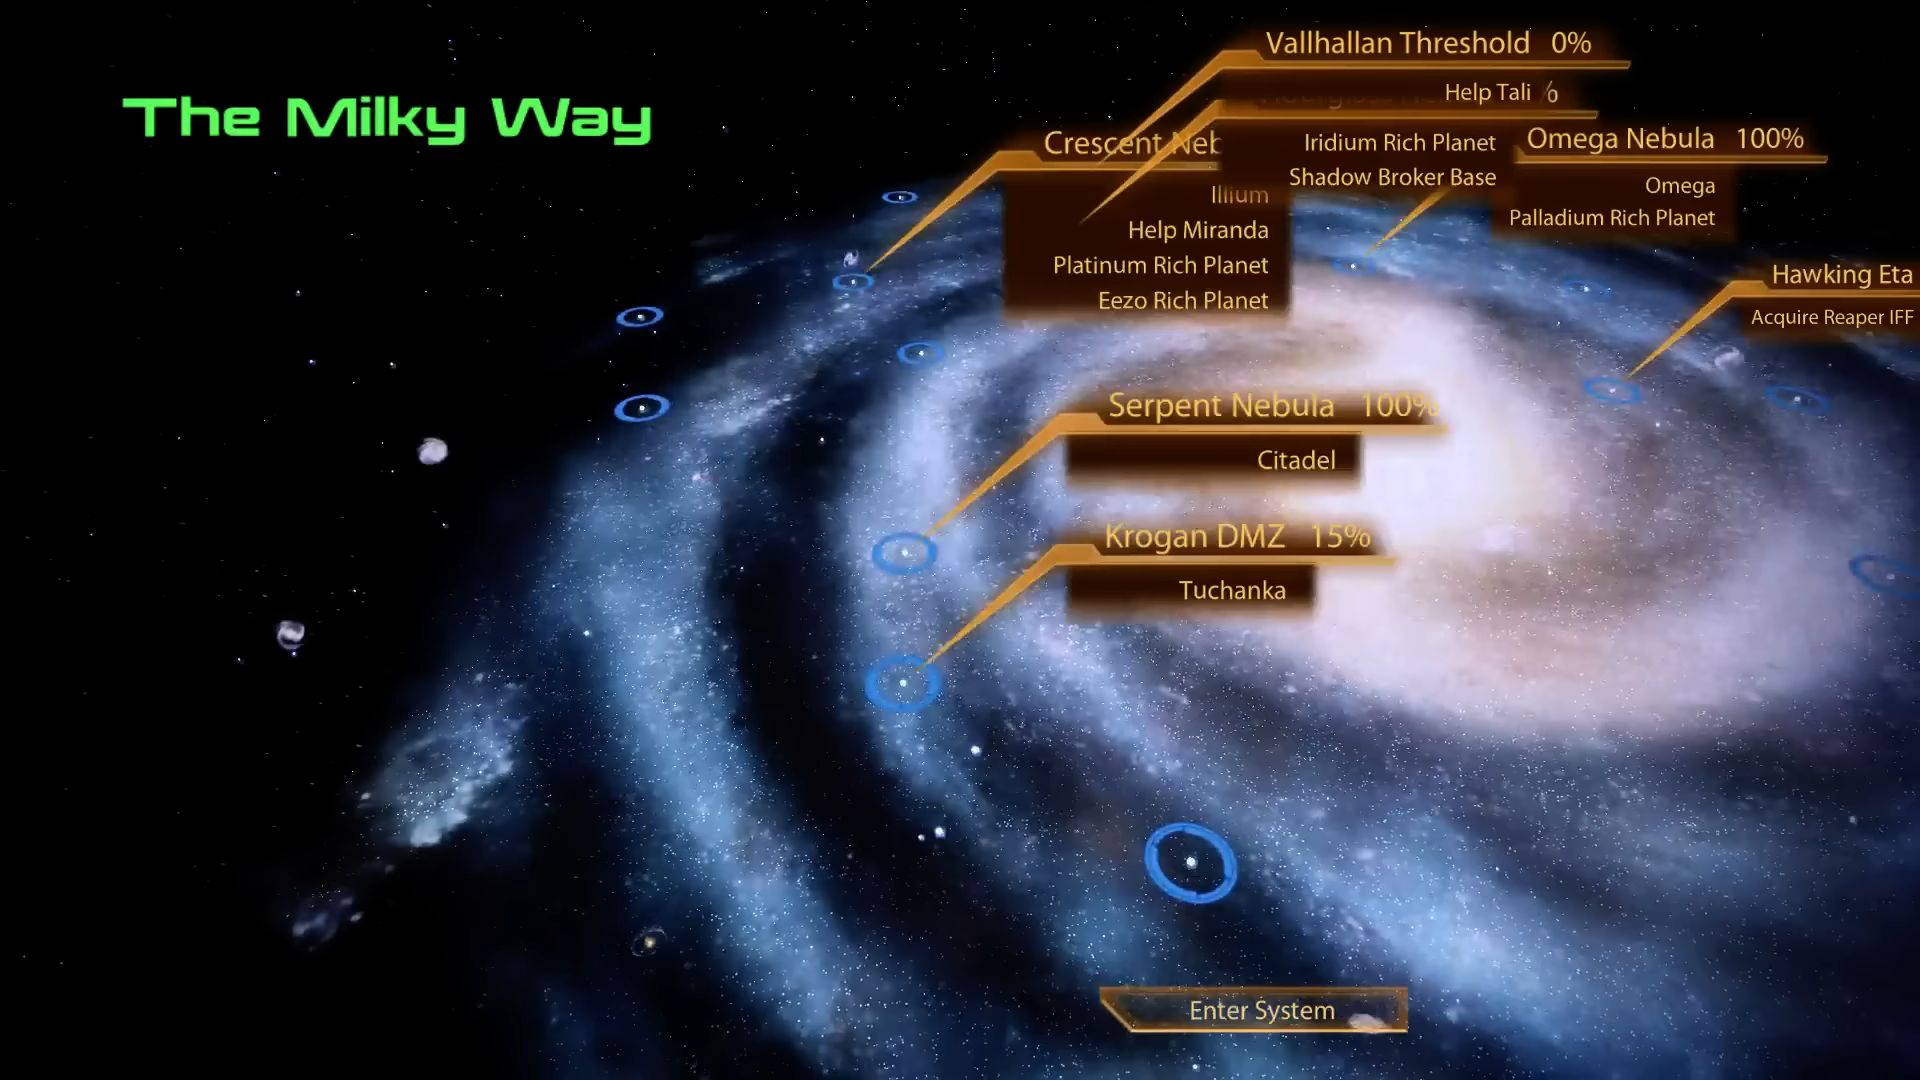 The Milky Way
Vallhallan Threshold 0%
Help Tali %
Iridium Rich Planet
Shadow Broker Base
Omega Nebula 100%
Omega
Palladium Rich Planet
Crescent Neb
Illium
Help Miranda
Platinum Rich Planet
Eezo Rich Planet
Hawking Eta
Acquire Reaper IFF
Serpent Nebula 100%
Citadel
Krogan DMZ 15%
Tuchanka
Enter System